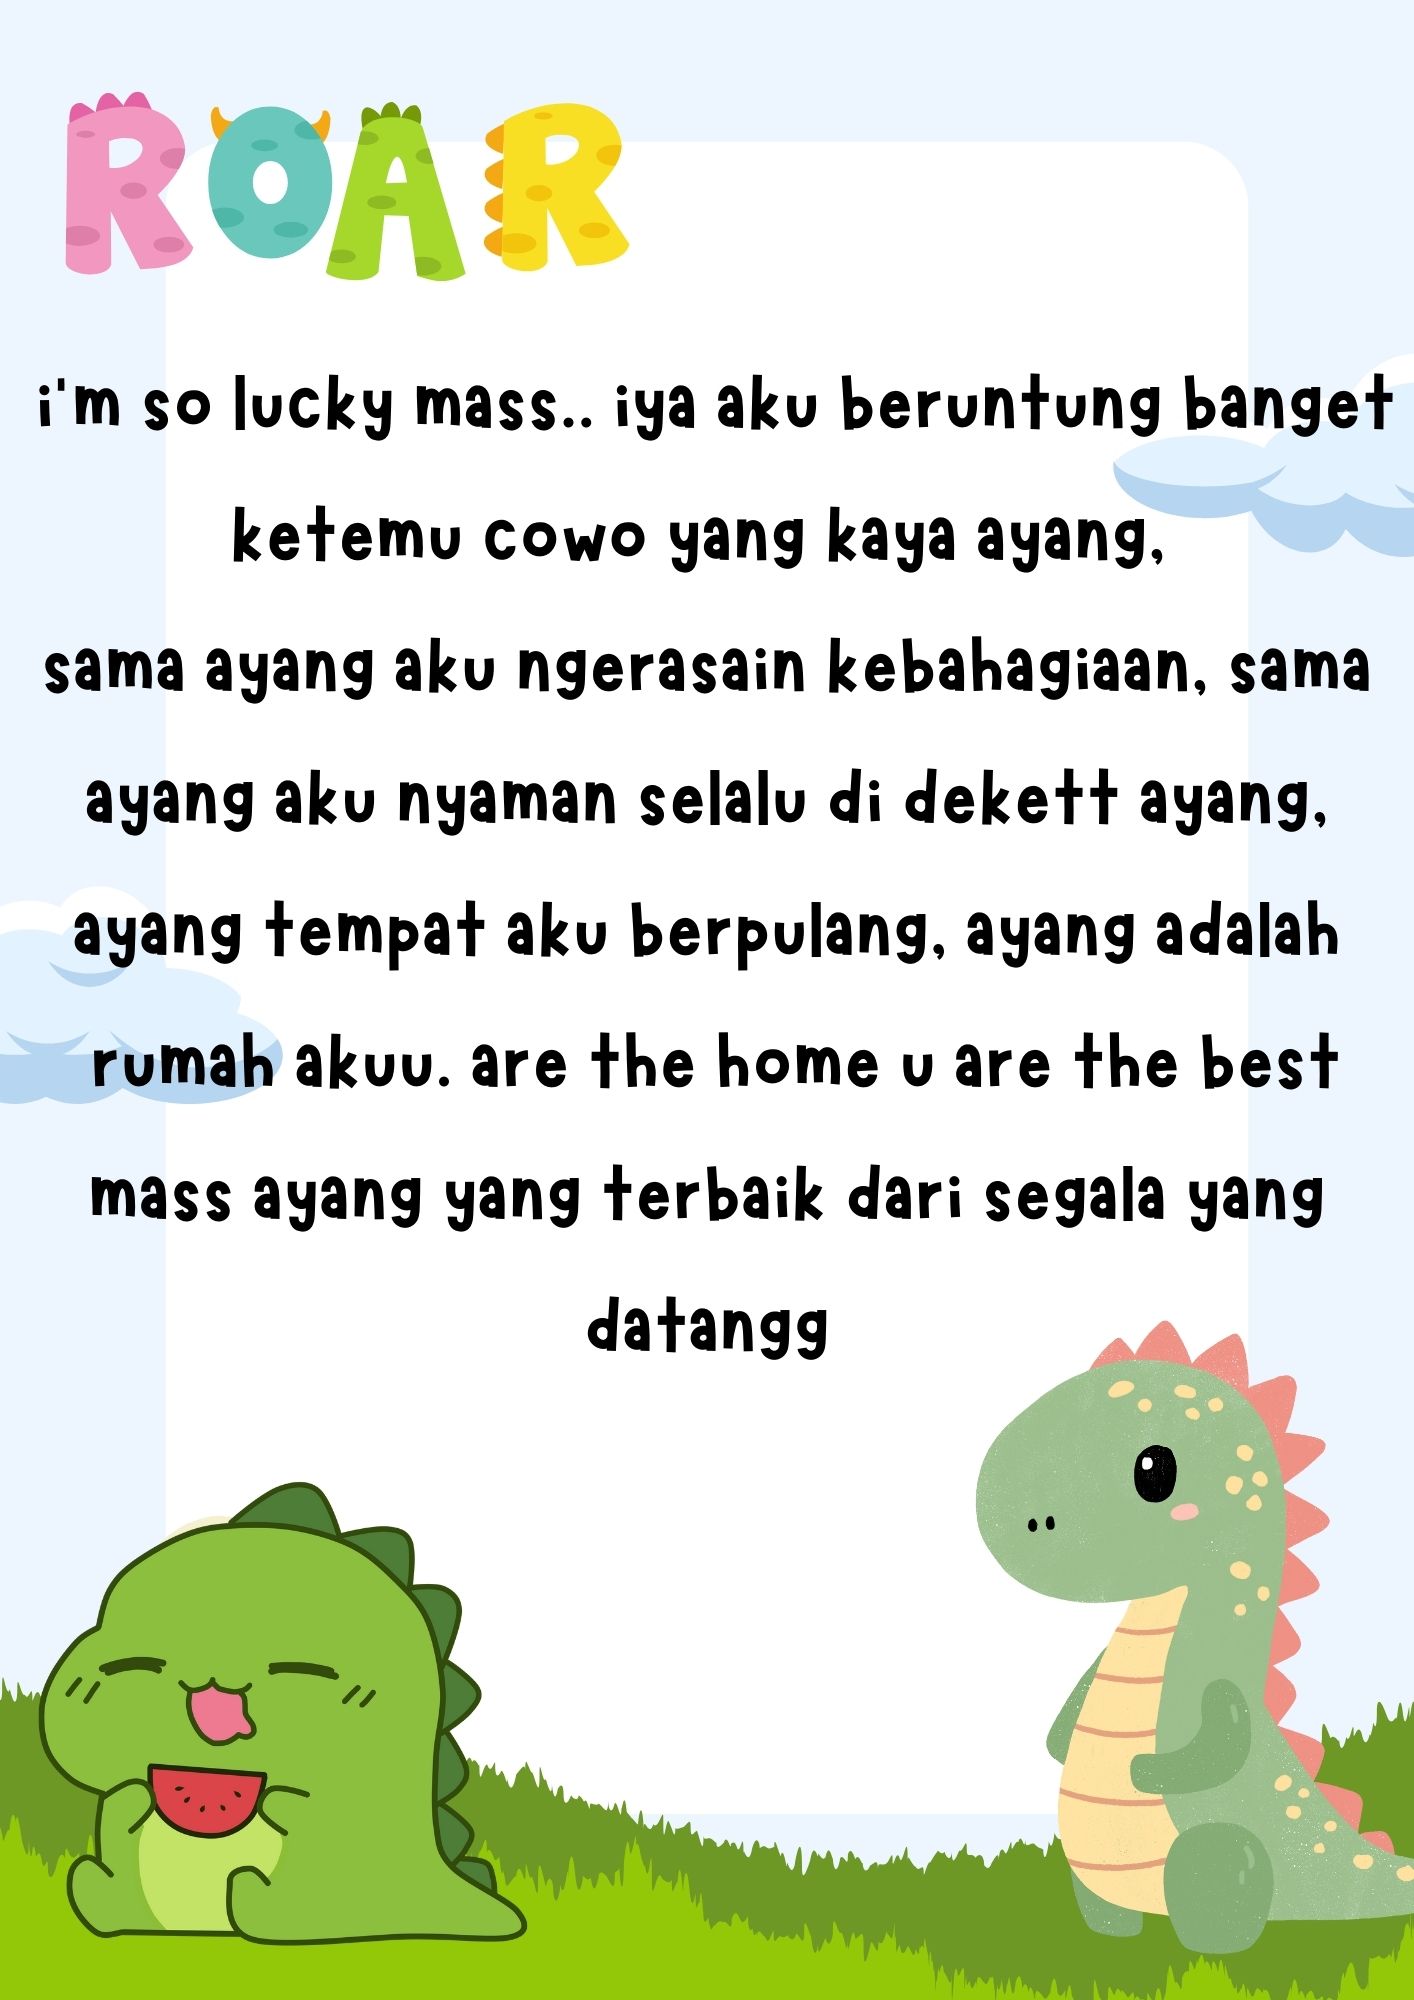 ROAR
i'm so lucky mass.. iya aku beruntung banget
ketemu cowo yang kaya ayang,
sama ayang aku ngerasain kebahagiaan, sama
ayang aku nyaman selalu di dekett ayang,
ayang tempat aku berpulang, ayang adalah
rumah akuu. are the home u are the best
mass ayang yang terbaik dari segala yang
datangg